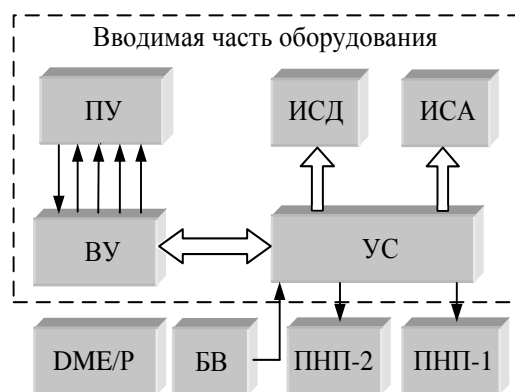 Вводимая часть оборудования
ПУ
ИСД
ИСА
ВУ
УС
DME/P
БВ
ПНП-2
ПНП-1